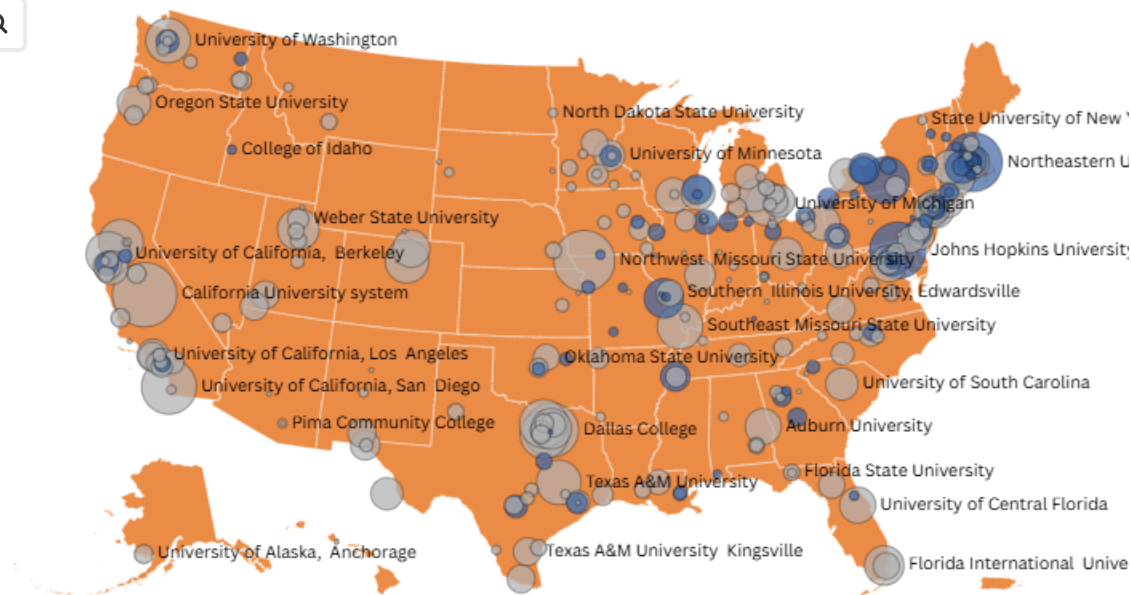 University of Washington
Oregon State University
North Dakota State University
State University of New Y
College of Idaho
University of Minnesota
Northeastern U
University of Michigan
Weber State University
University of California, Berkeley
Northwest Missouri State University
Johns Hopkins University
California University system
Southern Illinois University, Edwardsville
Southeast Missouri State University
University of California, Los Angeles
Oklahoma State University
University of California, San Diego
University of South Carolina
Pima Community College
Dallas College
Auburn University
Florida State University
Texas A&M University
University of Central Florida
University of Alaska, Anchorage
Texas A&M University Kingsville
Florida International Unive